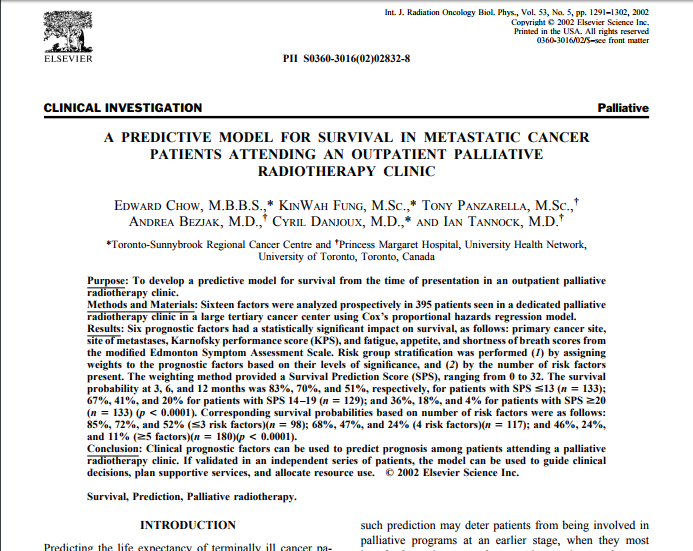 Int. J. Radiation Oncology Biol. Phys., Vol. 53, No. 5, pp. 1291–1302, 2002
Copyright © 2002 Elsevier Science Inc.
Printed in the USA. All rights reserved
0360-3016/02/$–see front matter
ELSEVIER
PII S0360-3016(02)02832-8
CLINICAL INVESTIGATION
Palliative
A PREDICTIVE MODEL FOR SURVIVAL IN METASTATIC CANCER
PATIENTS ATTENDING AN OUTPATIENT PALLIATIVE
RADIOTHERAPY CLINIC
EDWARD CHOW, M.B.B.S.,* KINWAH FUNG, M.SC.,* TONY PANZARELLA, M.SC.,†
ANDREA BEZJAK, M.D.,† CYRIL DANJOUX, M.D.,* AND IAN TANNOCK, M.D.†
*Toronto-Sunnybrook Regional Cancer Centre and †Princess Margaret Hospital, University Health Network,
University of Toronto, Toronto, Canada
Purpose: To develop a predictive model for survival from the time of presentation in an outpatient palliative
radiotherapy clinic.
Methods and Materials: Sixteen factors were analyzed prospectively in 395 patients seen in a dedicated palliative
radiotherapy clinic in a large tertiary cancer center using Cox's proportional hazards regression model.
Results: Six prognostic factors had a statistically significant impact on survival, as follows: primary cancer site,
site of metastases, Karnofsky performance score (KPS), and fatigue, appetite, and shortness of breath scores from
the modified Edmonton Symptom Assessment Scale. Risk group stratification was performed (1) by assigning
weights to the prognostic factors based on their levels of significance, and (2) by the number of risk factors
present. The weighting method provided a Survival Prediction Score (SPS), ranging from 0 to 32. The survival
probability at 3, 6, and 12 months was 83%, 70%, and 51%, respectively, for patients with SPS ≤13 (n = 133);
67%, 41%, and 20% for patients with SPS 14–19 (n = 129); and 36%, 18%, and 4% for patients with SPS ≥20
(n = 133) (p < 0.0001). Corresponding survival probabilities based on number of risk factors were as follows:
85%, 72%, and 52% (≤3 risk factors)(n = 98); 68%, 47%, and 24% (4 risk factors)(n = 117); and 46%, 24%,
and 11% (≥5 factors)(n = 180)(p < 0.0001).
Conclusion: Clinical prognostic factors can be used to predict prognosis among patients attending a palliative
radiotherapy clinic. If validated in an independent series of patients, the model can be used to guide clinical
decisions, plan supportive services, and allocate resource use. © 2002 Elsevier Science Inc.
Survival, Prediction, Palliative radiotherapy.
INTRODUCTION
Predicting the life expectancy of terminally ill cancer pa-
such prediction may deter patients from being involved in
palliative programs at an earlier stage, when they most